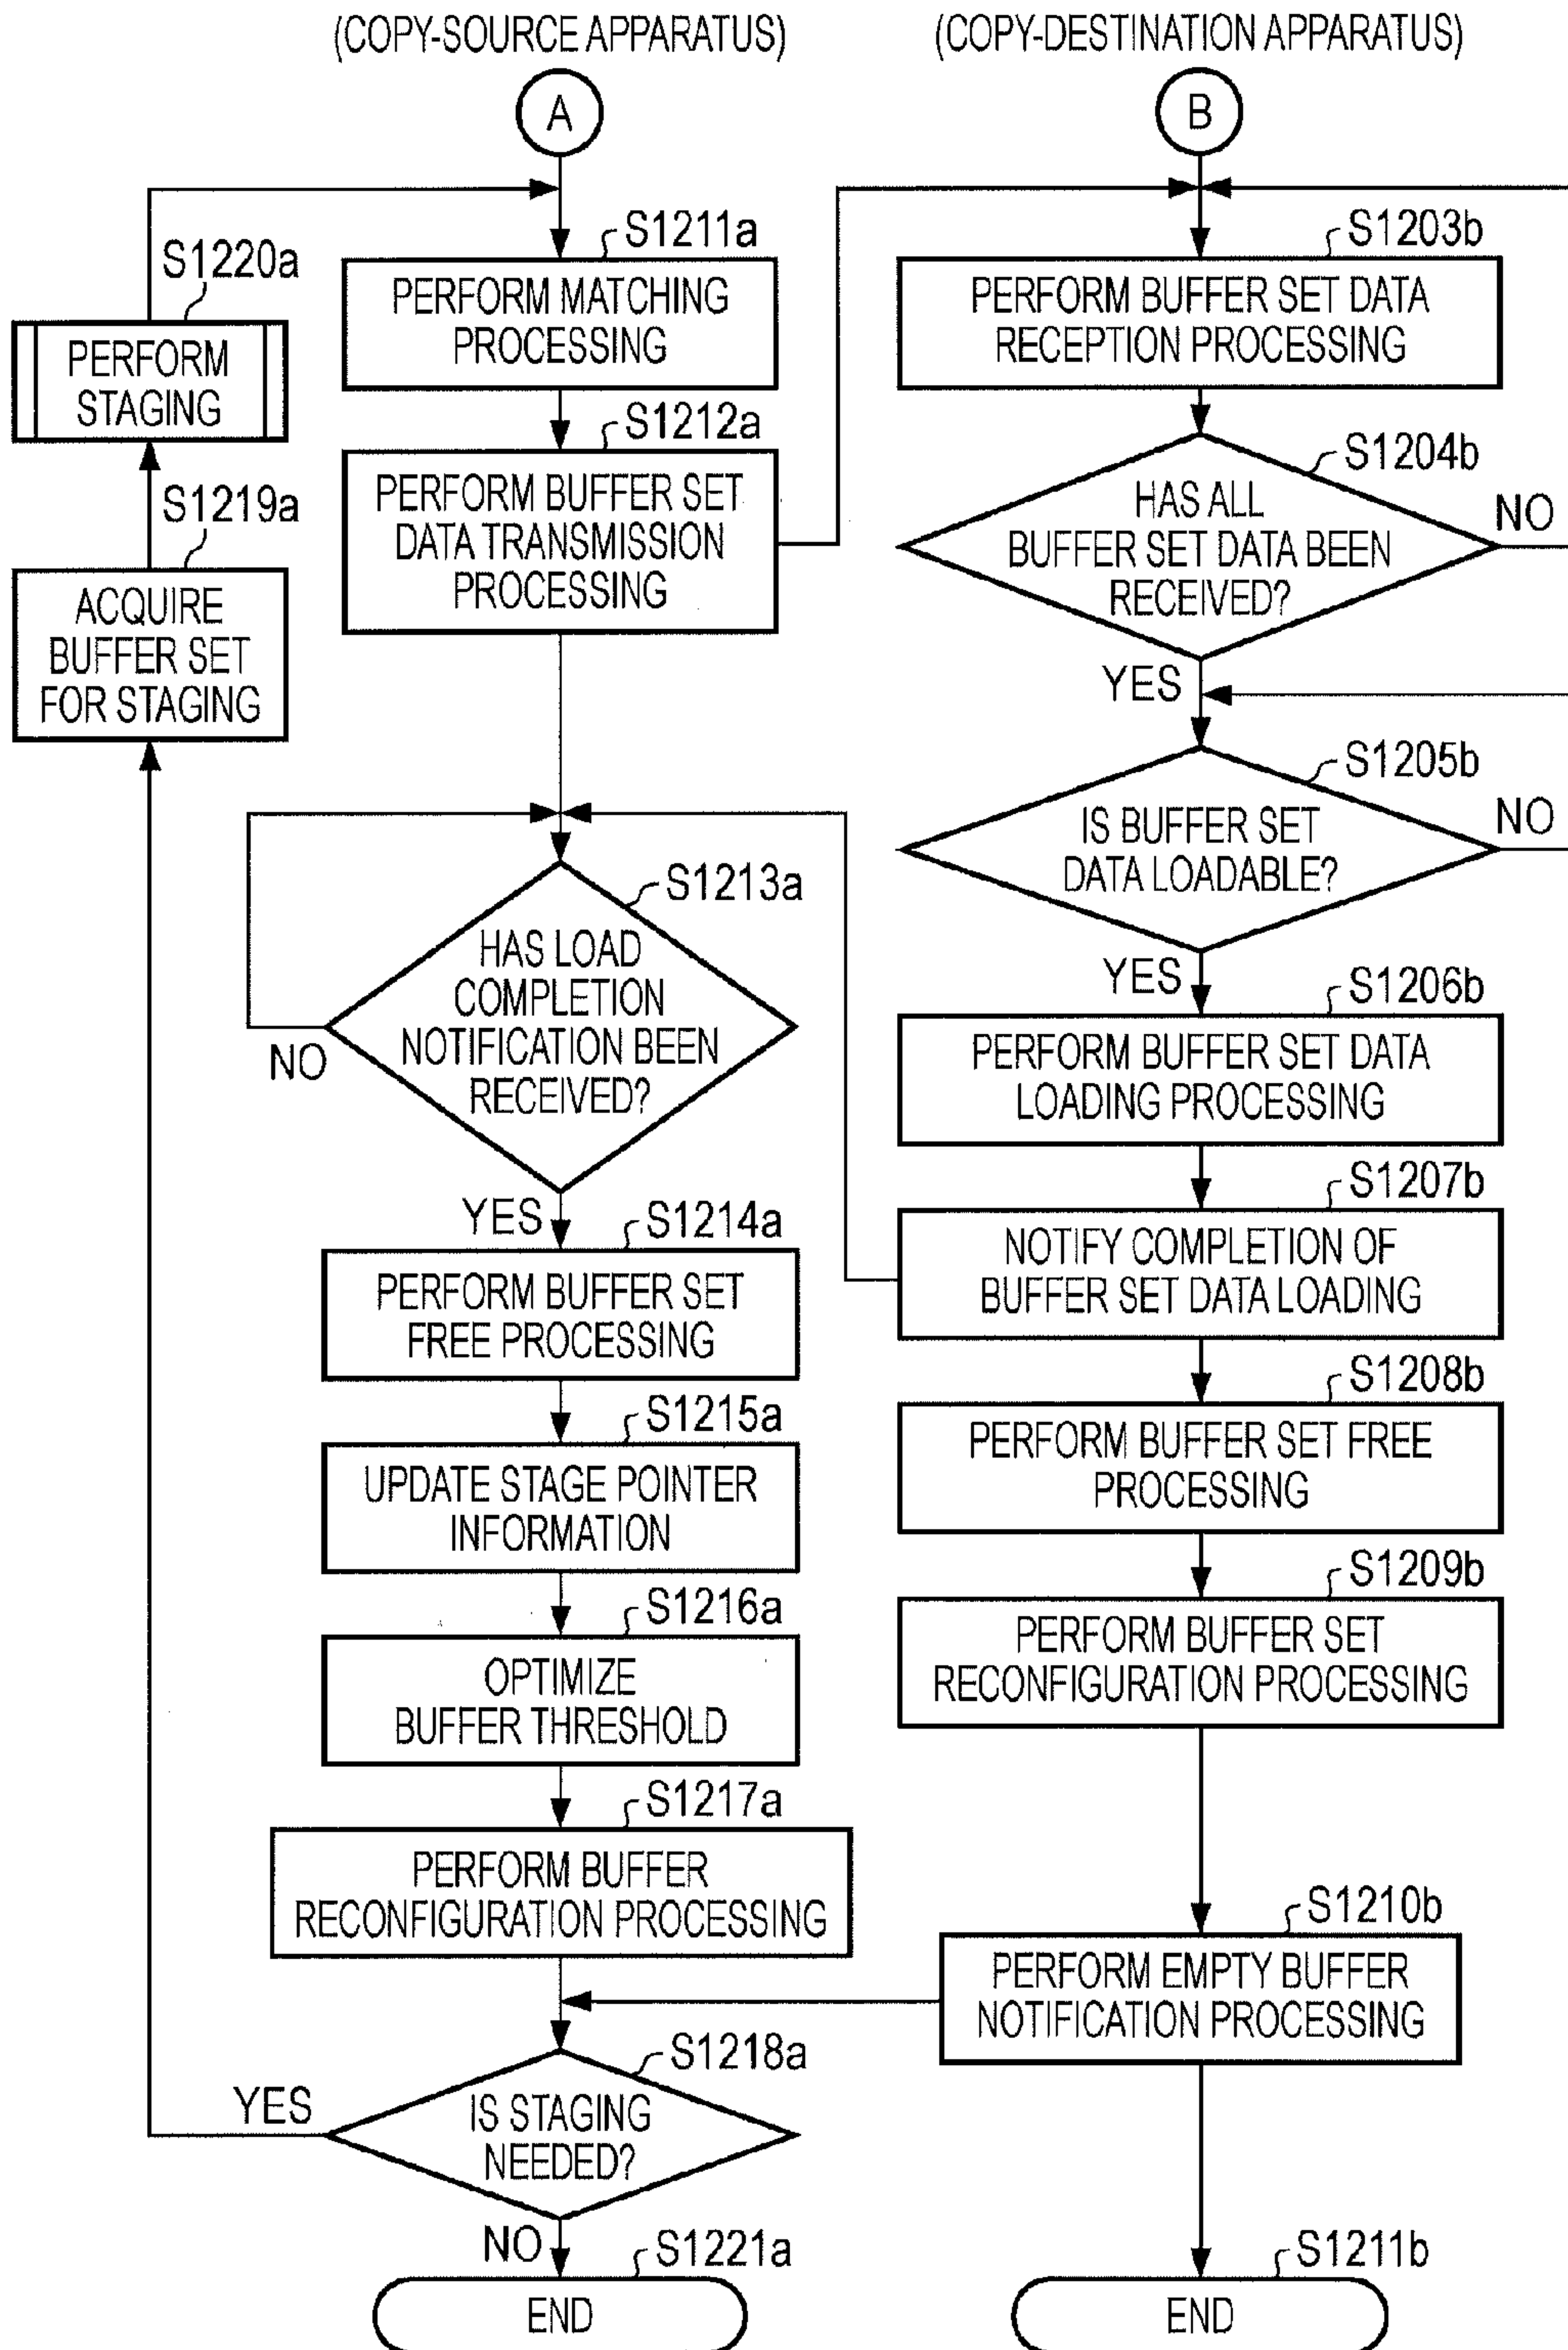 (COPY-SOURCE APPARATUS)
A
S1211a
PERFORM MATCHING
PROCESSING
S1212a
PERFORM BUFFER SET
DATA TRANSMISSION
PROCESSING
S1220a
PERFORM
STAGING
S1219a
ACQUIRE
BUFFER SET
FOR STAGING
S1213a
HAS LOAD
COMPLETION
NOTIFICATION BEEN
RECEIVED?
NO
YES
S1214a
PERFORM BUFFER SET
FREE PROCESSING
S1215a
UPDATE STAGE POINTER
INFORMATION
S1216a
OPTIMIZE
BUFFER THRESHOLD
S1217a
PERFORM BUFFER
RECONFIGURATION PROCESSING
S1218a
IS STAGING
NEEDED?
YES
NO
S1221a
END
(COPY-DESTINATION APPARATUS)
B
S1203b
PERFORM BUFFER SET DATA
RECEPTION PROCESSING
S1204b
HAS ALL
BUFFER SET DATA BEEN
RECEIVED?
NO
YES
S1205b
IS BUFFER SET
DATA LOADABLE?
NO
YES
S1206b
PERFORM BUFFER SET DATA
LOADING PROCESSING
S1207b
NOTIFY COMPLETION OF
BUFFER SET DATA LOADING
S1208b
PERFORM BUFFER SET FREE
PROCESSING
S1209b
PERFORM BUFFER SET
RECONFIGURATION PROCESSING
S1210b
PERFORM EMPTY BUFFER
NOTIFICATION PROCESSING
S1211b
END